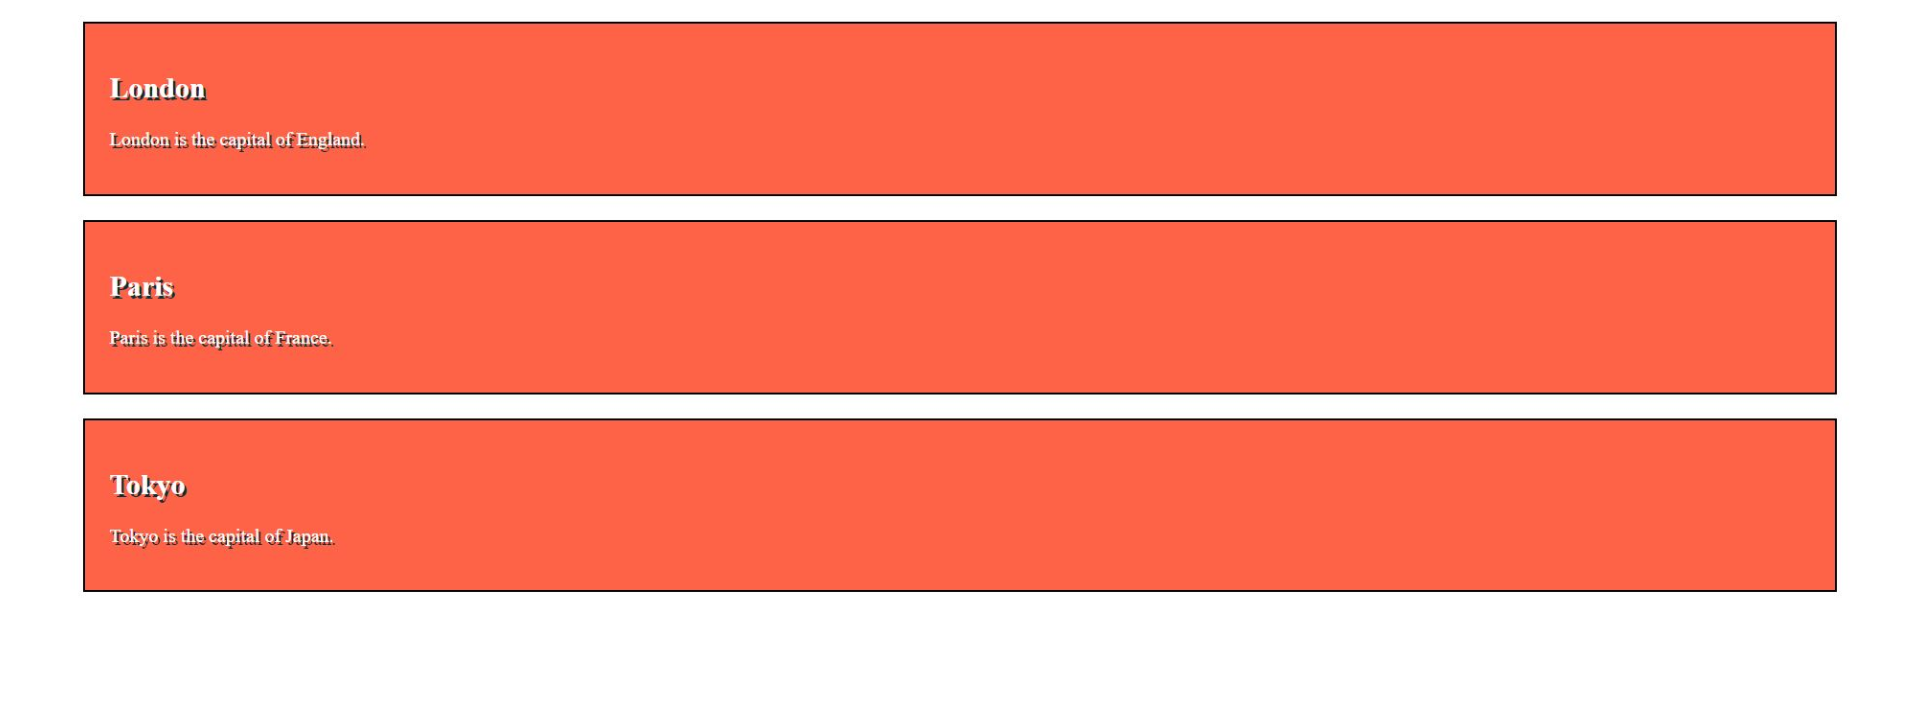 London
London is the capital of England.
Paris
Paris is the capital of France.
Tokyo
Tokyo is the capital of Japan.